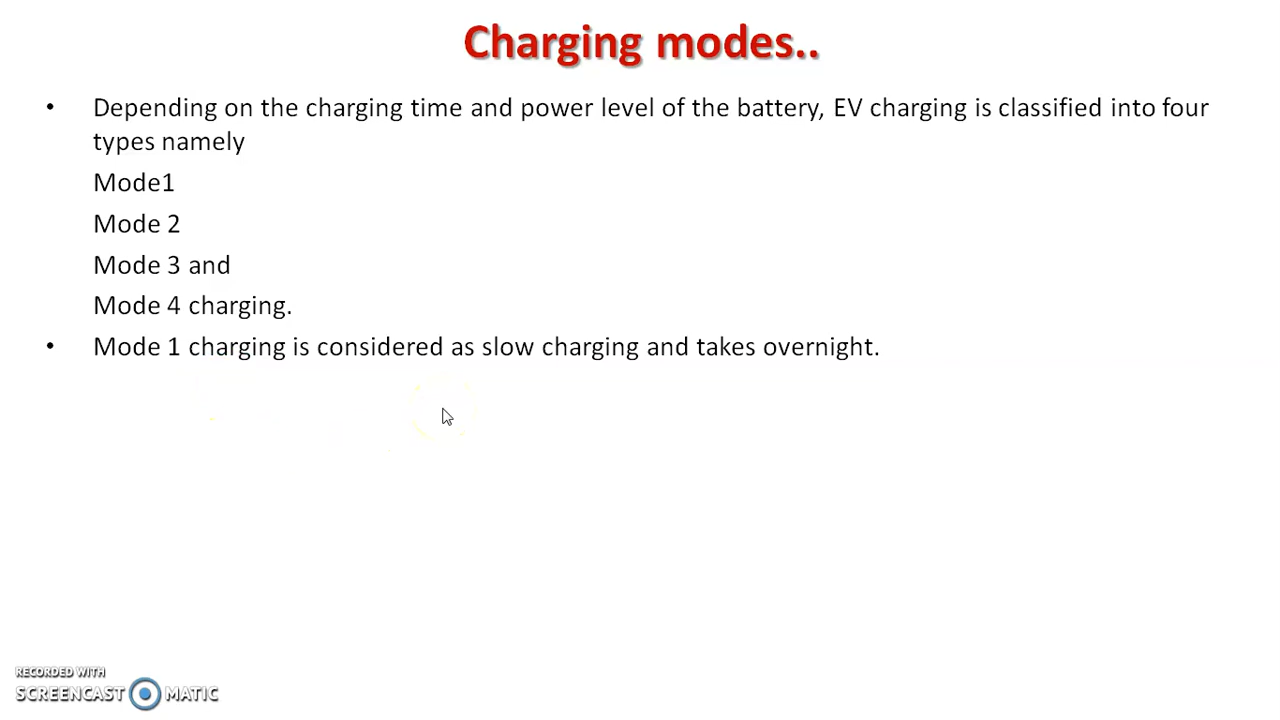 Charging modes..
• Depending on the charging time and power level of the battery, EV charging is classified into four
types namely
Mode1
Mode 2
Mode 3 and
Mode 4 charging.
• Mode 1 charging is considered as slow charging and takes overnight.
RECORDED WITH
SCREENCAST MATIC